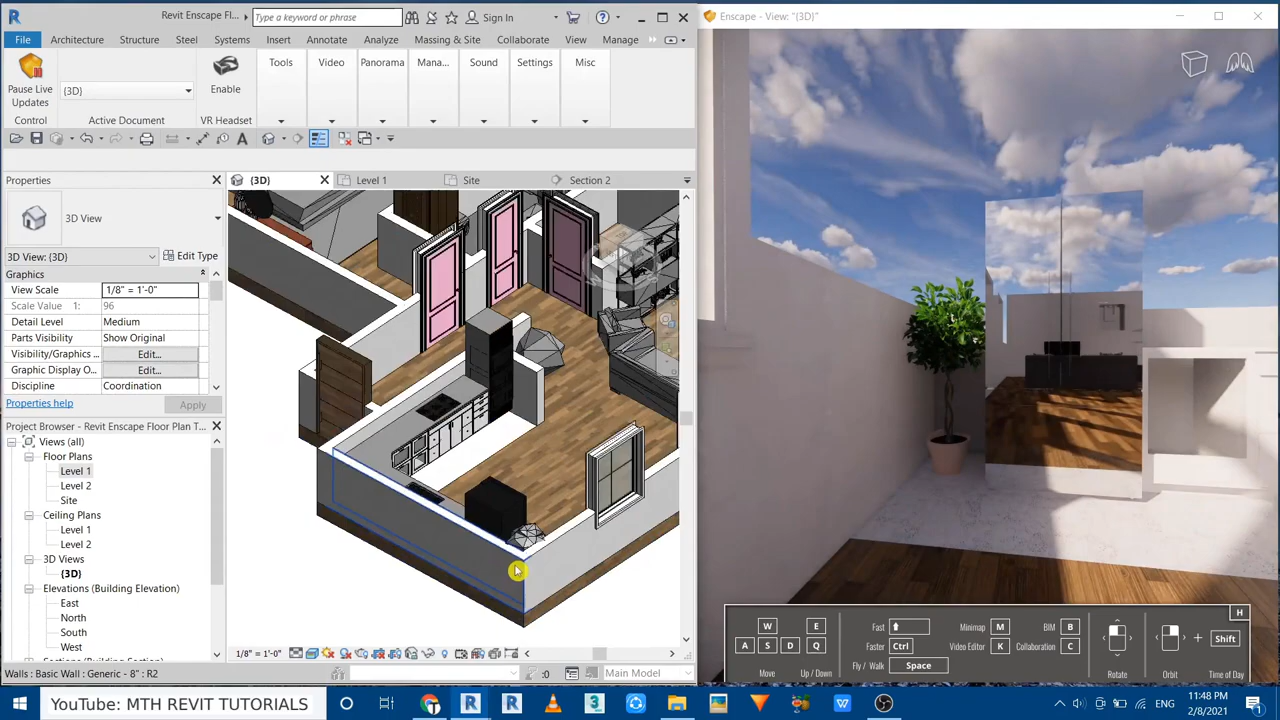 Revit Enscape Fl...
Type a keyword or phrase
Sign In
File
Architecture
Structure
Steel
Systems
Insert
Annotate
Analyze
Massing & Site
Collaborate
View
Manage
Pause Live
Updates
Control
{3D}
Active Document
Enable
VR Headset
Tools
Video
Panorama
Mana...
Sound
Settings
Misc
Properties
3D View
3D View: {3D}
Edit Type
Graphics
View Scale 1/8" = 1'-0"
Scale Value 1: 96
Detail Level Medium
Parts Visibility Show Original
Visibility/Graphics ... Edit...
Graphic Display O... Edit...
Discipline Coordination
Properties help
Apply
Project Browser - Revit Enscape Floor Plan T...
Views (all)
Floor Plans
Level 1
Level 2
Site
Ceiling Plans
Level 1
Level 2
3D Views
{3D}
Elevations (Building Elevation)
East
North
South
West
{3D}
Level 1
Site
Section 2
1/8" = 1'-0"
Walls : Basic Wall : Generic - 8" : R2
:0
Main Model
Enscape - View: "{3D}"
H
W
E
A
S
D
Q
Move
Up / Down
Fast
Faster
Ctrl
Fly / Walk
Space
Minimap
M
Video Editor
K
BIM
B
Collaboration
C
Rotate
Orbit
+
Shift
Time of Day
YouTube: MTH REVIT TUTORIALS
ENG
11:48 PM
2/8/2021